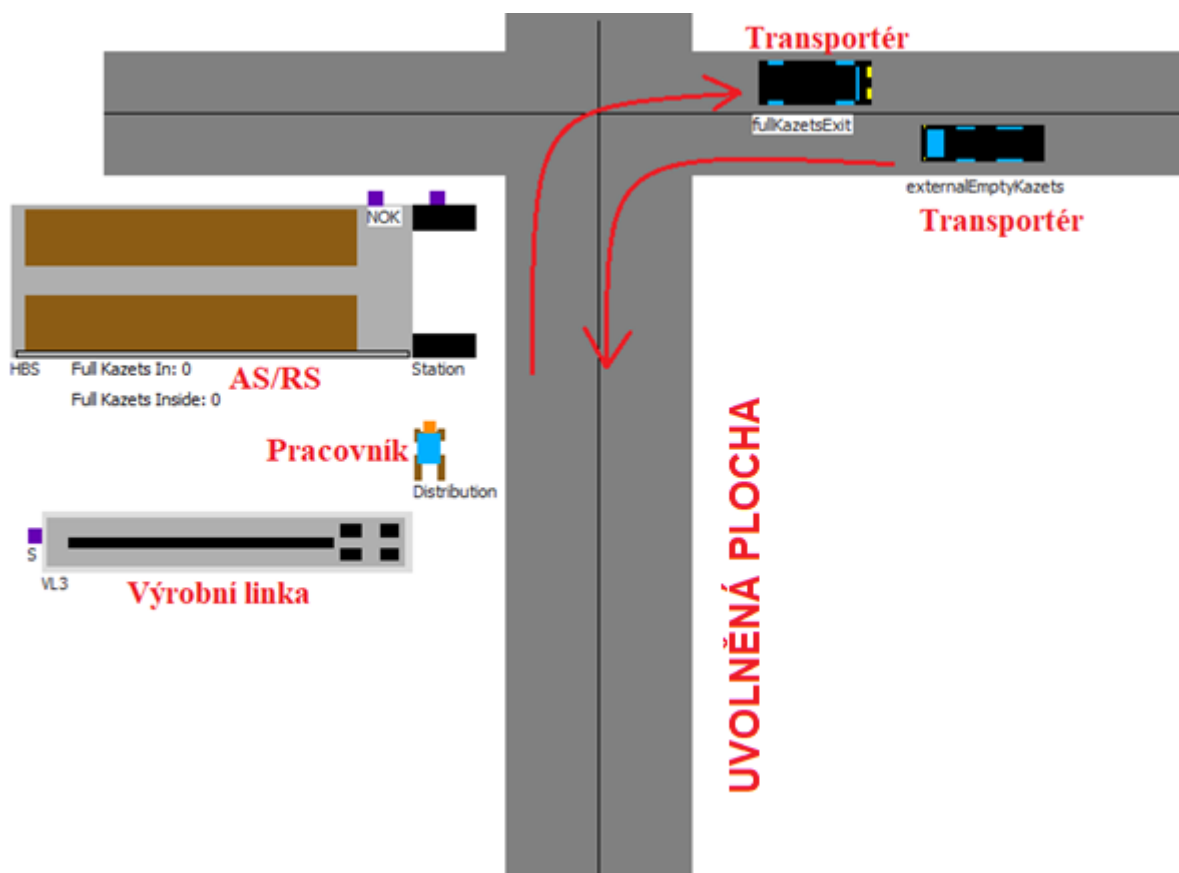 Transportér
fullKazetsExit
externalEmptyKazets
Transportér
NOK
HBS
Full Kazets In: 0
AS/RS
Station
Full Kazets Inside: 0
Pracovník
Distribution
S
VL3
Výrobní linka
UVOLNĚNÁ PLOCHA